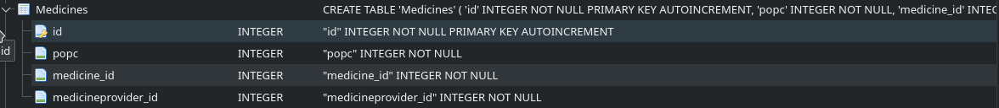 Medicines CREATE TABLE 'Medicines' ( 'id' INTEGER NOT NULL PRIMARY KEY AUTOINCREMENT, 'popc' INTEGER NOT NULL, 'medicine_id' INTEG
id INTEGER "id" INTEGER NOT NULL PRIMARY KEY AUTOINCREMENT
id
popc INTEGER "popc" INTEGER NOT NULL
medicine_id INTEGER "medicine_id" INTEGER NOT NULL
medicineprovider_id INTEGER "medicineprovider_id" INTEGER NOT NULL